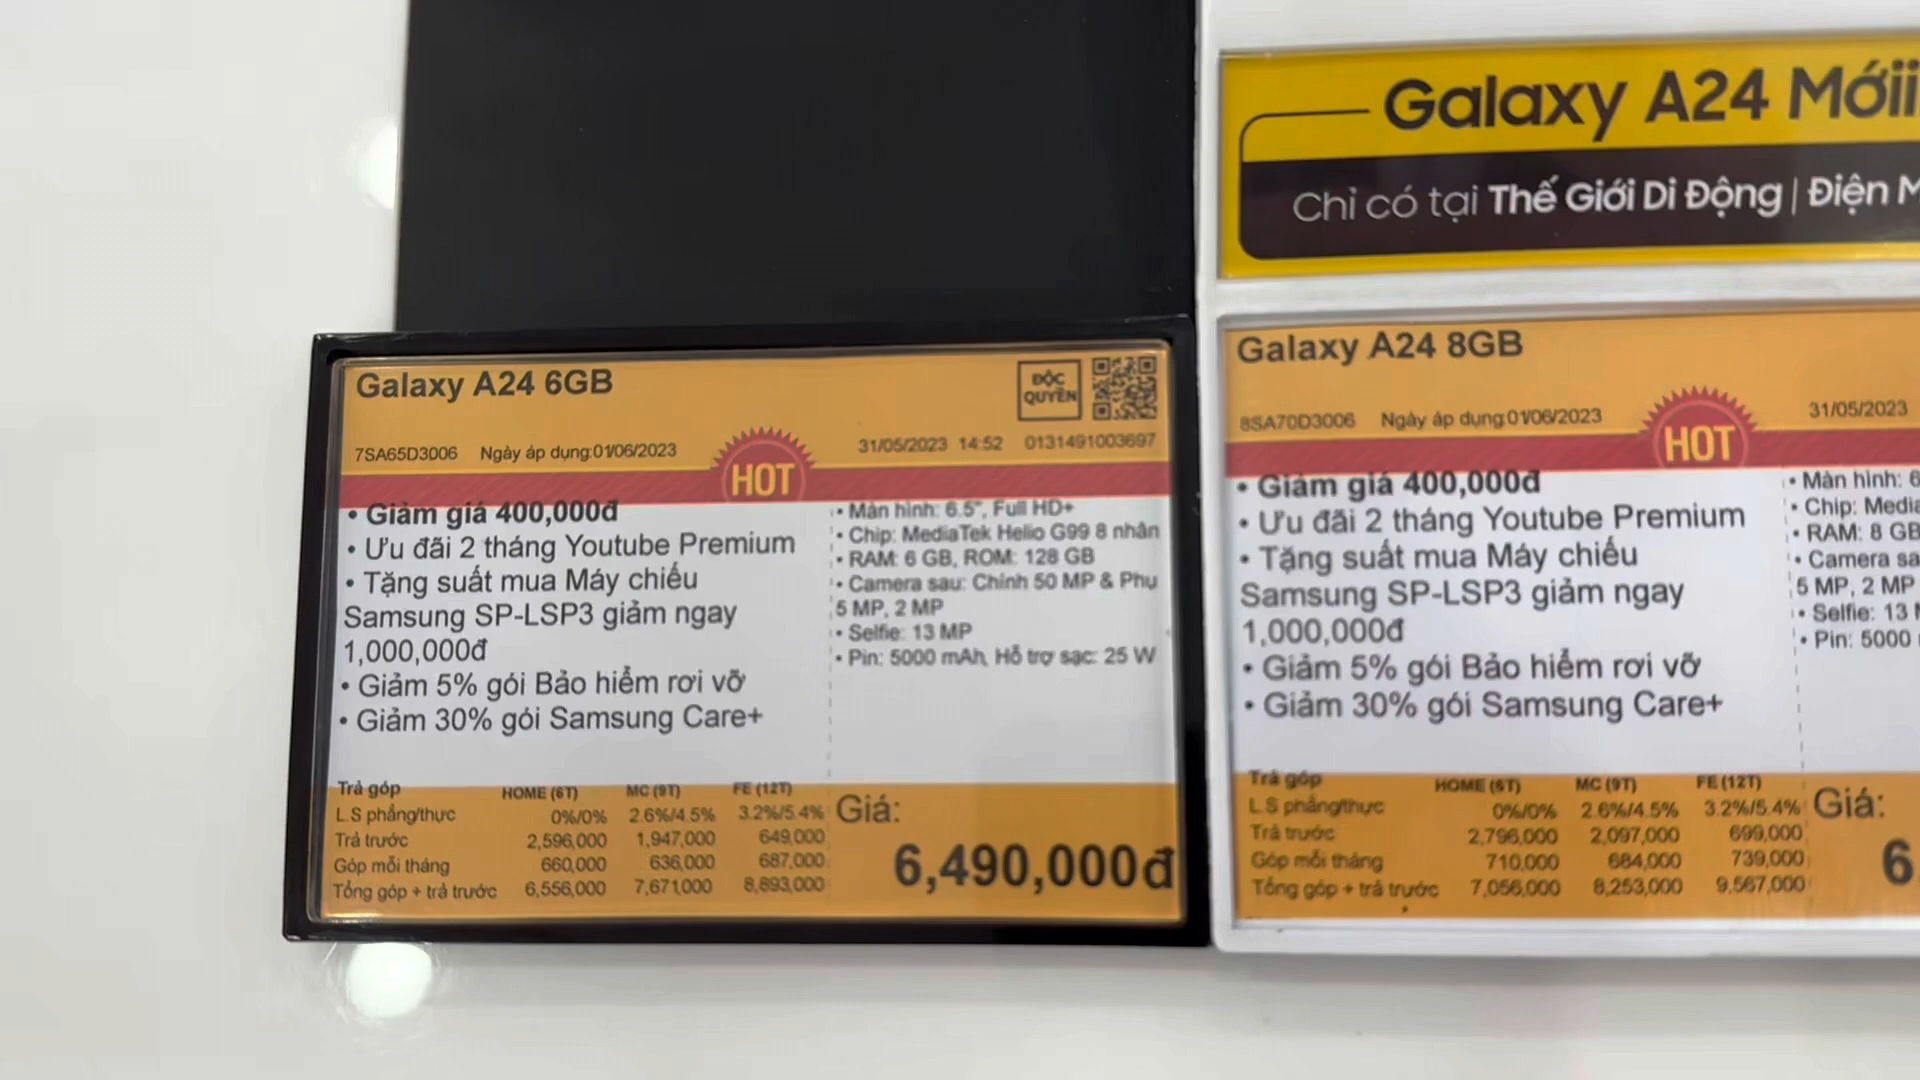 Galaxy A24 Mớiii
Chỉ có tại Thế Giới Di Động | Điện M
Galaxy A24 6GB
ĐỘC
QUYỀN
7SA65D3006 Ngày áp dụng:01/06/2023
HOT
31/05/2023 14:52 0131491003697
• Giảm giá 400,000đ
• Ưu đãi 2 tháng Youtube Premium
• Tặng suất mua Máy chiếu
Samsung SP-LSP3 giảm ngay
1,000,000đ
• Giảm 5% gói Bảo hiểm rơi vỡ
• Giảm 30% gói Samsung Care+
• Màn hình: 6.5", Full HD+
• Chip: MediaTek Helio G99 8 nhân
• RAM: 6 GB, ROM: 128 GB
• Camera sau: Chính 50 MP & Phụ
5 MP, 2 MP
• Selfie: 13 MP
• Pin: 5000 mAh, Hỗ trợ sạc: 25 W
Trả góp HOME (6T) MC (9T) FE (12T)
L.S phẳng/thực 0%/0% 2.6%/4.5% 3.2%/5.4%
Trả trước 2,596,000 1,947,000 649,000
Góp mỗi tháng 660,000 636,000 687,000
Tổng góp + trả trước 6,556,000 7,671,000 8,893,000
Giá:
6,490,000đ
Galaxy A24 8GB
8SA70D3006 Ngày áp dụng:01/06/2023
HOT
31/05/2023
• Giảm giá 400,000đ
• Ưu đãi 2 tháng Youtube Premium
• Tặng suất mua Máy chiếu
Samsung SP-LSP3 giảm ngay
1,000,000đ
• Giảm 5% gói Bảo hiểm rơi vỡ
• Giảm 30% gói Samsung Care+
• Màn hình: 6
• Chip: Media
• RAM: 8 GB
• Camera sa
5 MP, 2 MP
• Selfie: 13
• Pin: 5000
Trả góp HOME (6T) MC (9T) FE (12T)
L.S phẳng/thực 0%/0% 2.6%/4.5% 3.2%/5.4%
Trả trước 2,796,000 2,097,000 699,000
Góp mỗi tháng 710,000 684,000 739,000
Tổng góp + trả trước 7,056,000 8,253,000 9,567,000
Giá:
6